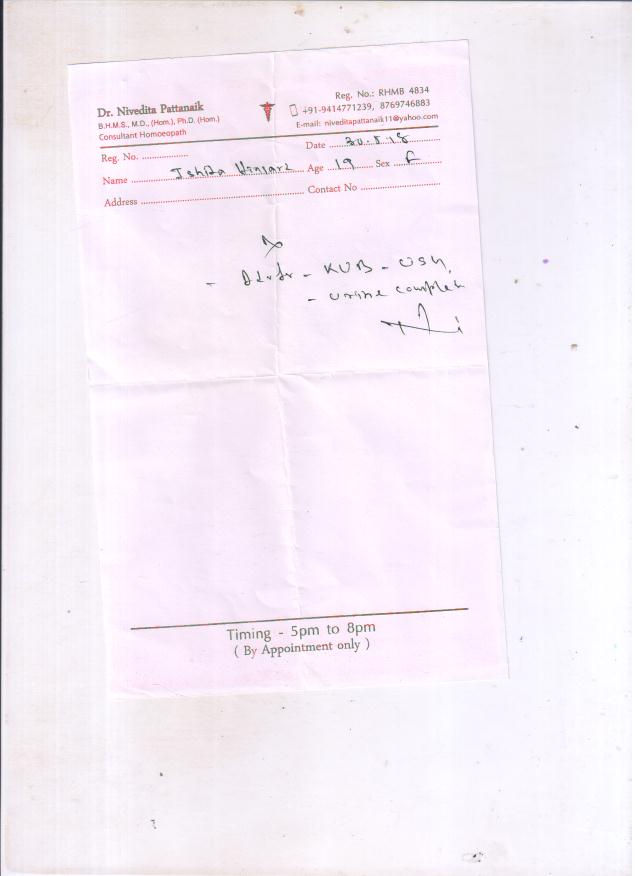 Dr. Nivedita Pattanaik
B.H.M.S., M.D., (Hom.), Ph.D. (Hom.)
Consultant Homoeopath
Reg. No.: RHMB 4834
+91-9414771239, 8769746883
E-mail: niveditapattanaik11@yahoo.com
Reg. No. ................ Date 30.8.18
Name Ishita Age 19 Sex F
Address ................ Contact No ................
- KUB - USG
- urine complete
Timing - 5pm to 8pm
( By Appointment only )